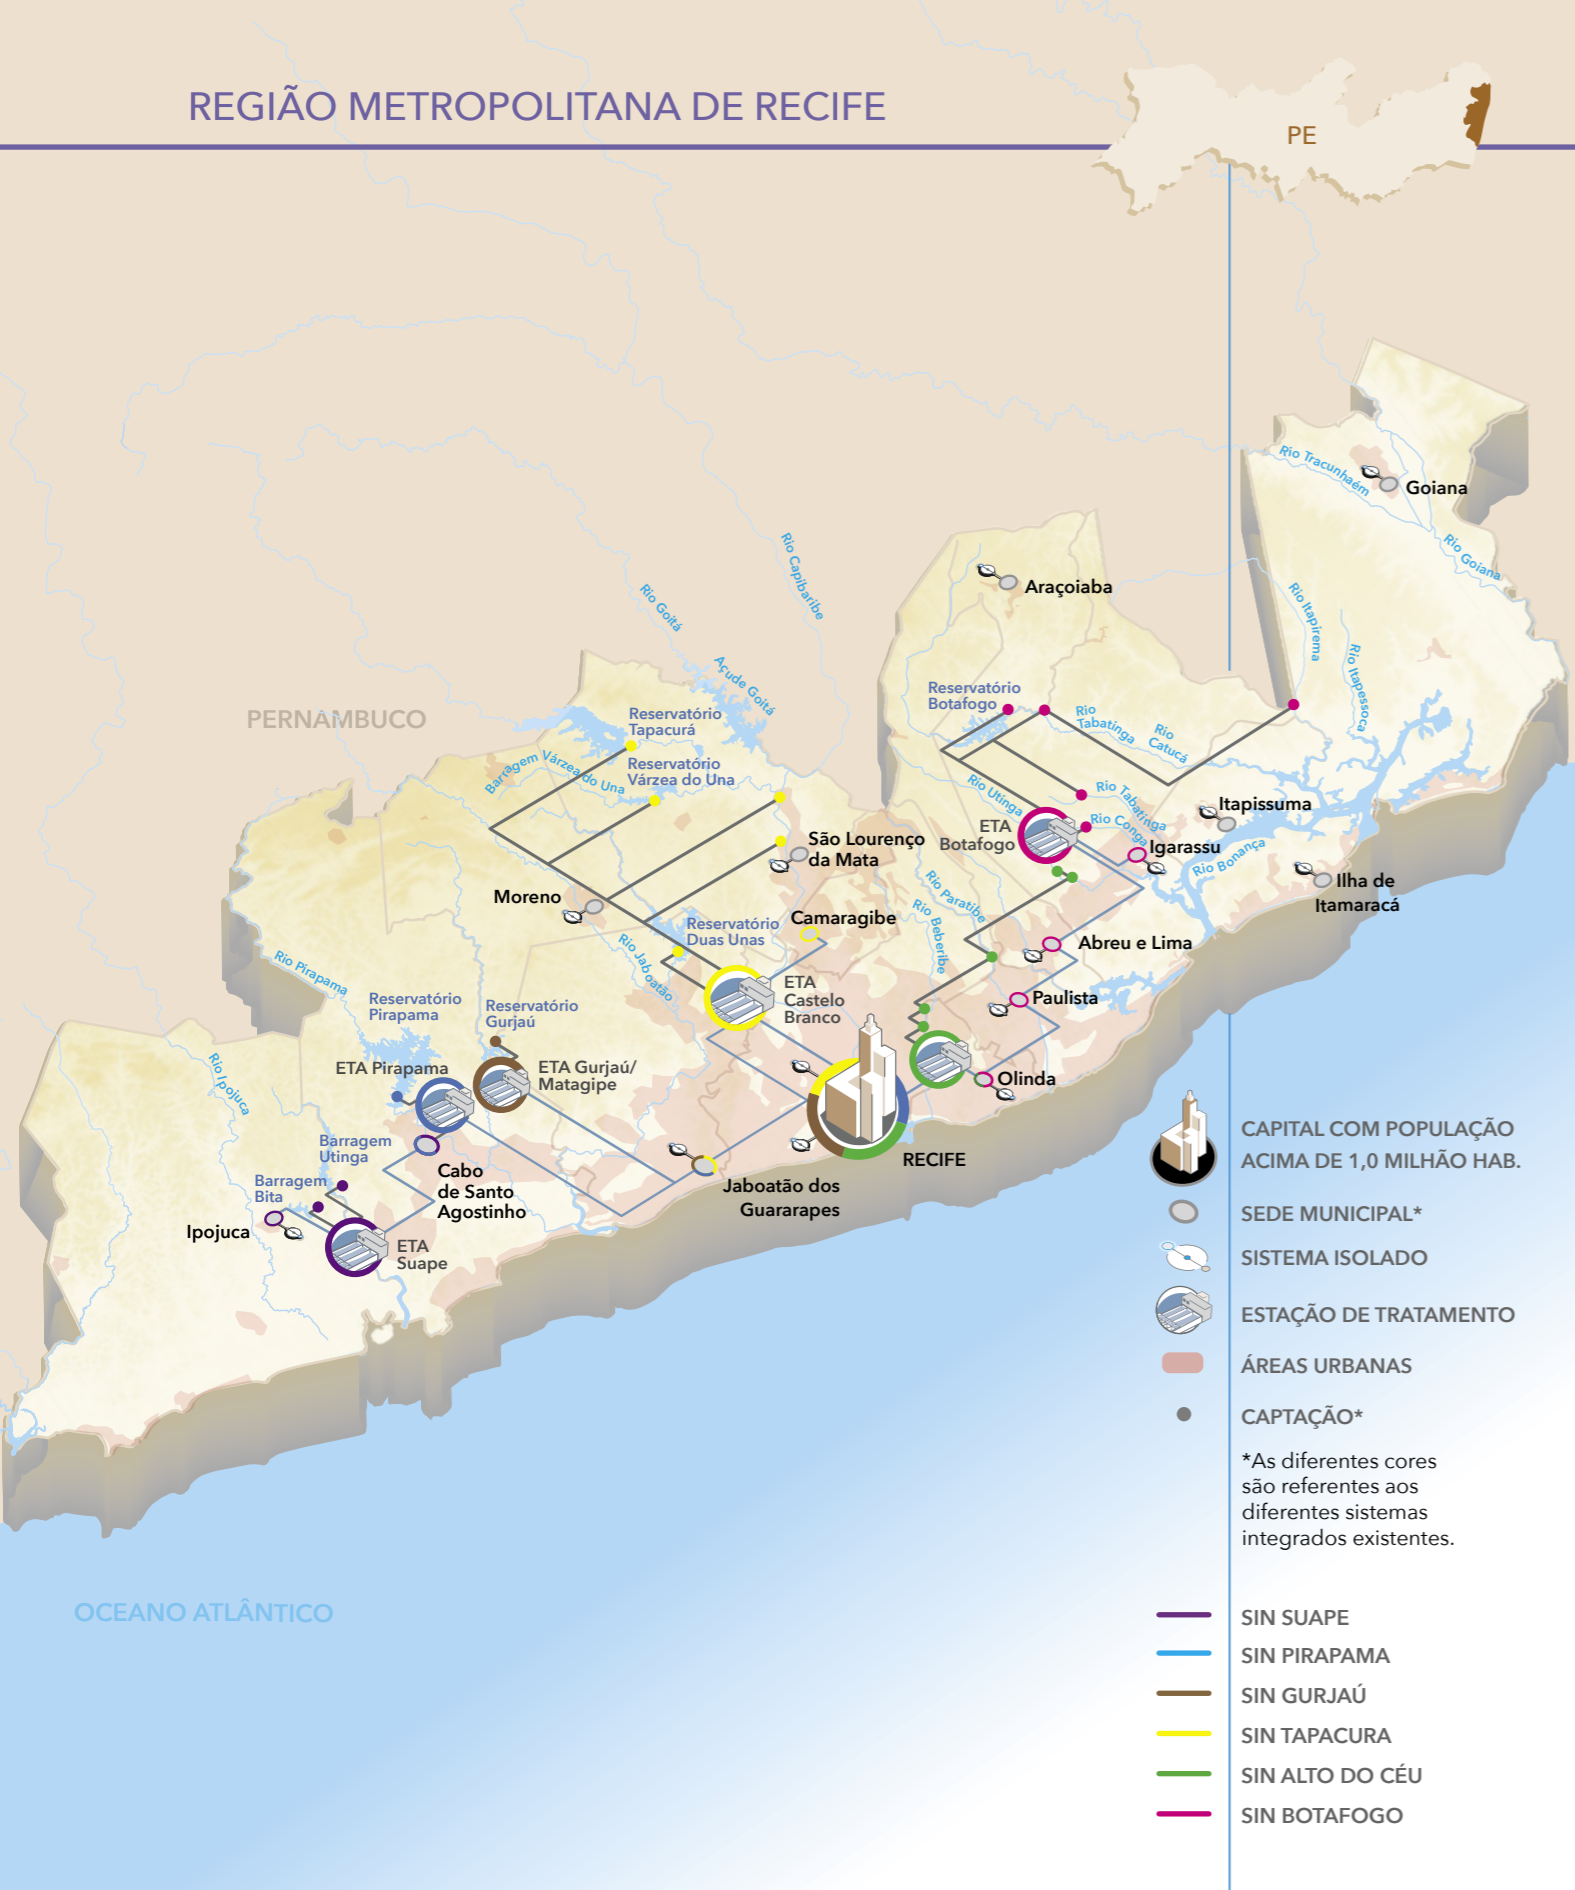 REGIÃO METROPOLITANA DE RECIFE
PE
Rio Tracunhaém
Goiana
Rio Goiana
Rio Capibaribe
Rio Goitá
Araçoiaba
Rio Itapirema
Rio Itapessoca
Açude Goitá
Reservatório
Botafogo
Rio
Tabatinga
Rio
Catucá
PERNAMBUCO
Reservatório
Tapacurá
Reservatório
Várzea do Una
Barragem Várzea do Una
Rio Utinga
Rio Tabatinga
Rio Conga
Itapissuma
ETA
Botafogo
São Lourenço
da Mata
Igarassu
Rio Bonança
Ilha de
Itamaracá
Moreno
Rio Paratibe
Rio Beberibe
Camaragibe
Reservatório
Duas Unas
Abreu e Lima
Rio Jaboatão
Rio Pirapama
ETA
Castelo
Branco
Paulista
Reservatório
Pirapama
Reservatório
Gurjaú
Rio Ipojuca
ETA Pirapama
ETA Gurjaú/
Matagipe
Olinda
Barragem
Utinga
RECIFE
Cabo
de Santo
Agostinho
Barragem
Bita
Jaboatão dos
Guararapes
Ipojuca
ETA
Suape
CAPITAL COM POPULAÇÃO
ACIMA DE 1,0 MILHÃO HAB.
SEDE MUNICIPAL*
SISTEMA ISOLADO
ESTAÇÃO DE TRATAMENTO
ÁREAS URBANAS
CAPTAÇÃO*
*As diferentes cores
são referentes aos
diferentes sistemas
integrados existentes.
OCEANO ATLÂNTICO
SIN SUAPE
SIN PIRAPAMA
SIN GURJAÚ
SIN TAPACURA
SIN ALTO DO CÉU
SIN BOTAFOGO